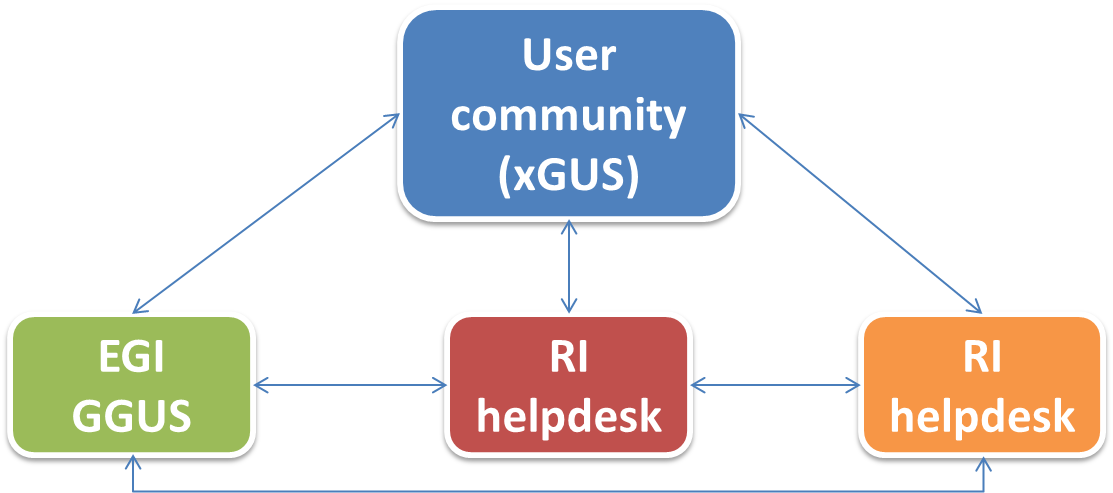 User
community
(xGUS)
EGI
GGUS
RI
helpdesk
RI
helpdesk